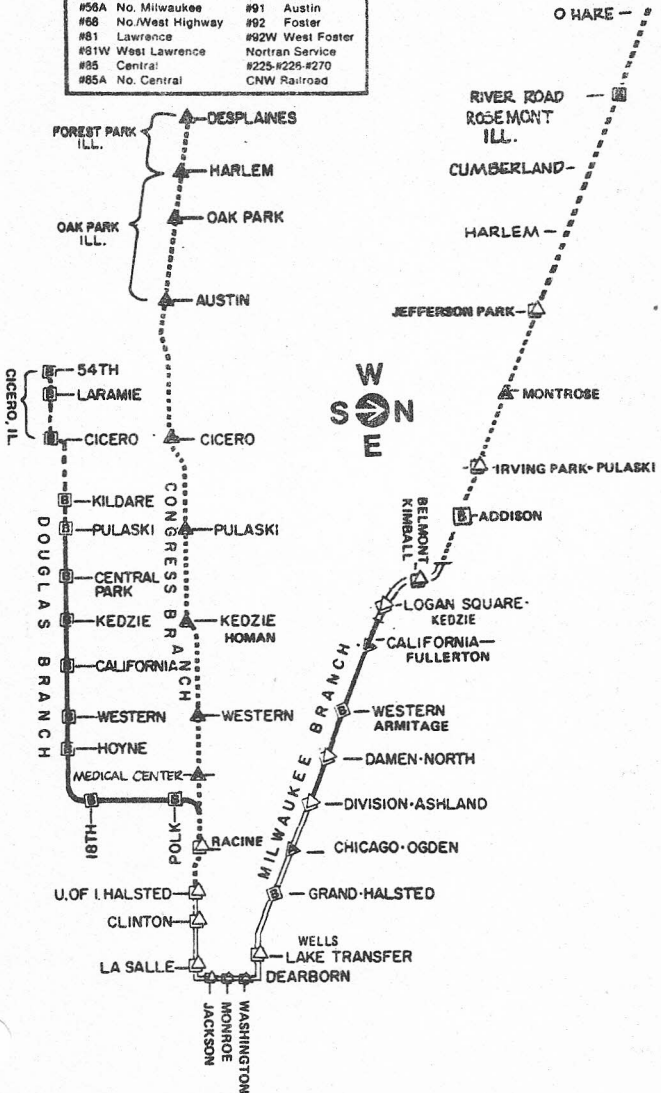 #56A No. Milwaukee #91 Austin
#68 No./West Highway #92 Foster
#81 Lawrence #92W West Foster
#81W West Lawrence Nortran Service
#85 Central #225-#226-#270
#85A No. Central CNW Railroad
O HARE
RIVER ROAD
ROSEMONT
ILL.
CUMBERLAND
HARLEM
JEFFERSON PARK
MONTROSE
IRVING PARK·PULASKI
ADDISON
BELMONT
KIMBALL
LOGAN SQUARE·
KEDZIE
CALIFORNIA
FULLERTON
WESTERN
ARMITAGE
DAMEN·NORTH
DIVISION·ASHLAND
CHICAGO·OGDEN
GRAND·HALSTED
WELLS
LAKE TRANSFER
DEARBORN
MILWAUKEE BRANCH
WASHINGTON
MONROE
JACKSON
LA SALLE
CLINTON
U.OF I. HALSTED
RACINE
FOREST PARK
ILL.
DESPLAINES
HARLEM
OAK PARK
ILL.
OAK PARK
AUSTIN
CICERO
PULASKI
KEDZIE
HOMAN
WESTERN
MEDICAL CENTER
CONGRESS BRANCH
CICERO, IL.
54TH
LARAMIE
CICERO
B KILDARE
B PULASKI
B CENTRAL
PARK
B KEDZIE
B CALIFORNIA
B WESTERN
B HOYNE
B 18TH
B POLK
DOUGLAS BRANCH
W
S N
E